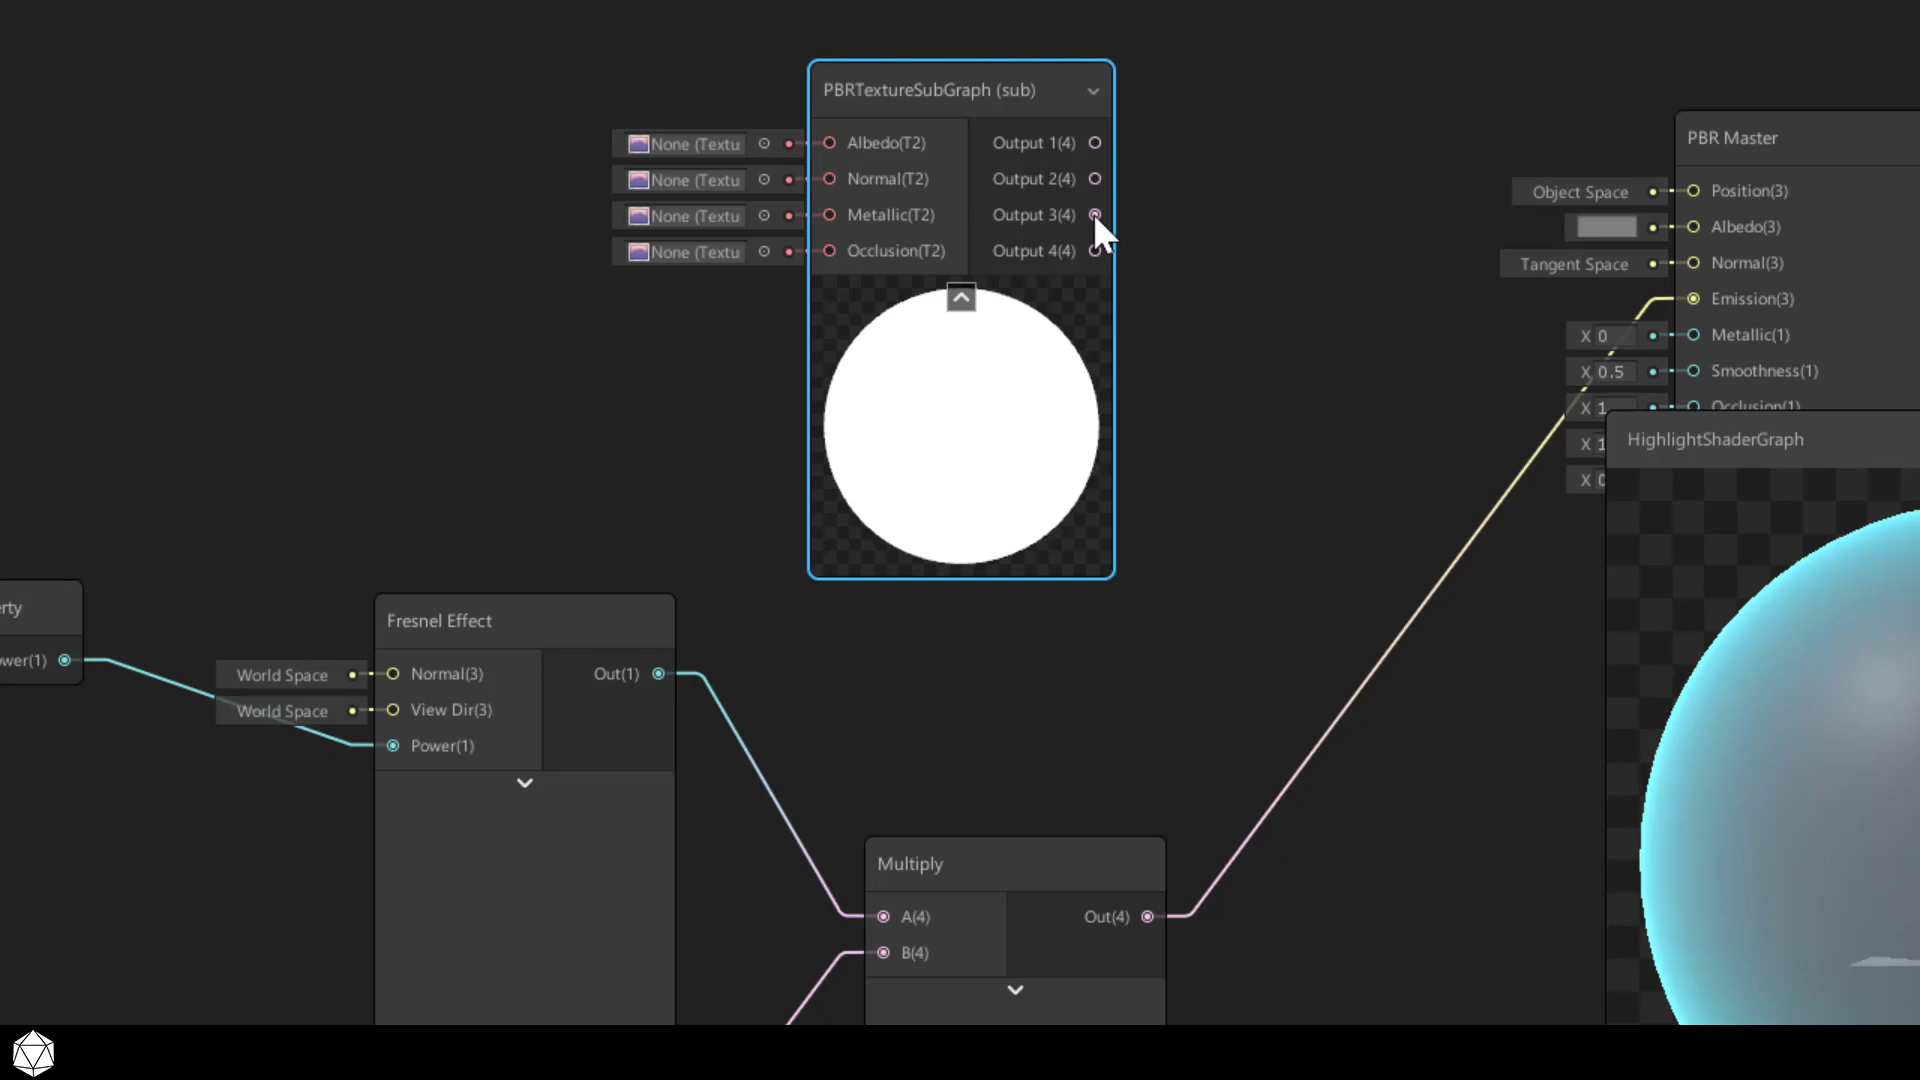 PBRTextureSubGraph (sub)
None (Textu
Albedo(T2)
Output 1(4)
None (Textu
Normal(T2)
Output 2(4)
None (Textu
Metallic(T2)
Output 3(4)
None (Textu
Occlusion(T2)
Output 4(4)
PBR Master
Object Space
Position(3)
Albedo(3)
Tangent Space
Normal(3)
Emission(3)
X 0
Metallic(1)
X 0.5
Smoothness(1)
X 1
Occlusion(1)
X 1
X 0
HighlightShaderGraph
erty
wer(1)
Fresnel Effect
World Space
Normal(3)
Out(1)
World Space
View Dir(3)
Power(1)
Multiply
A(4)
Out(4)
B(4)